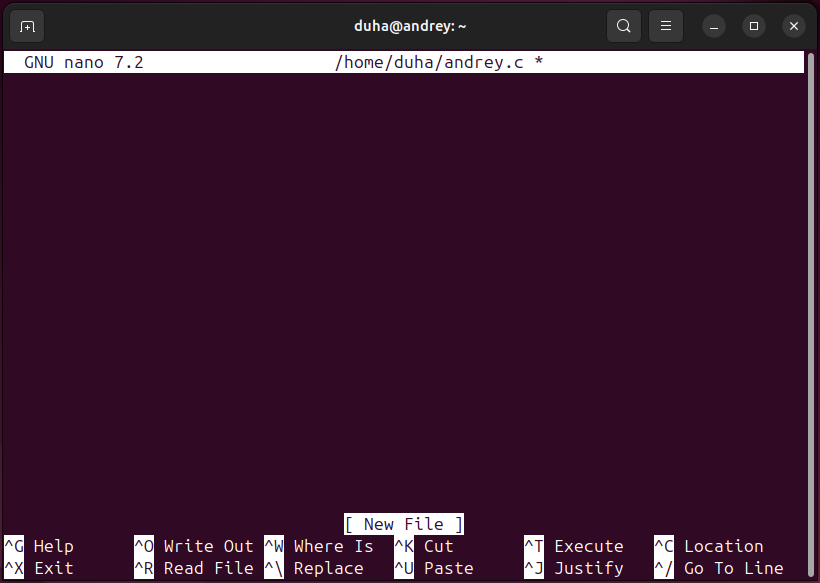 duha@andrey: ~
GNU nano 7.2 /home/duha/andrey.c *
[ New File ]
^G Help ^O Write Out ^W Where Is ^K Cut ^T Execute ^C Location
^X Exit ^R Read File ^\ Replace ^U Paste ^J Justify ^/ Go To Line